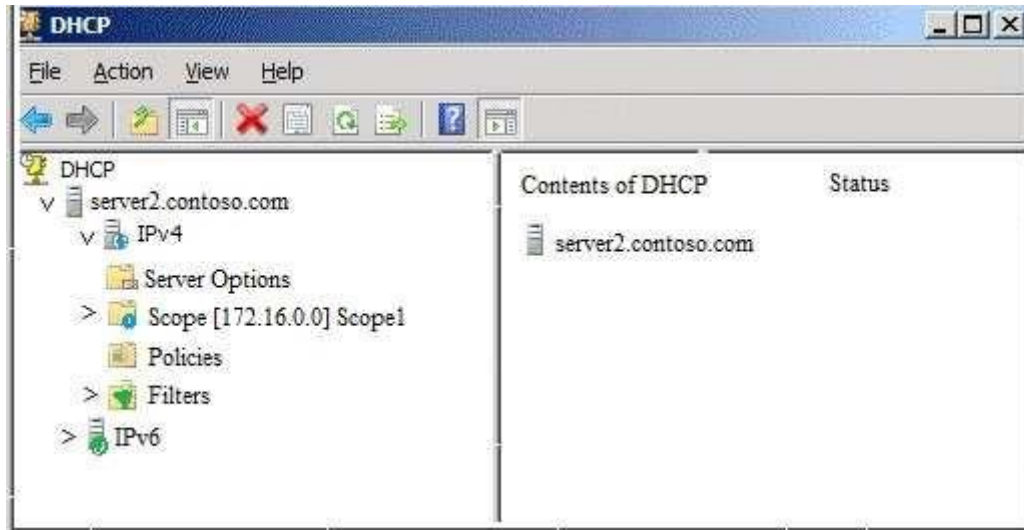 DHCP
File Action View Help
DHCP
server2.contoso.com
IPv4
Server Options
Scope [172.16.0.0] Scope1
Policies
Filters
IPv6
Contents of DHCP Status
server2.contoso.com